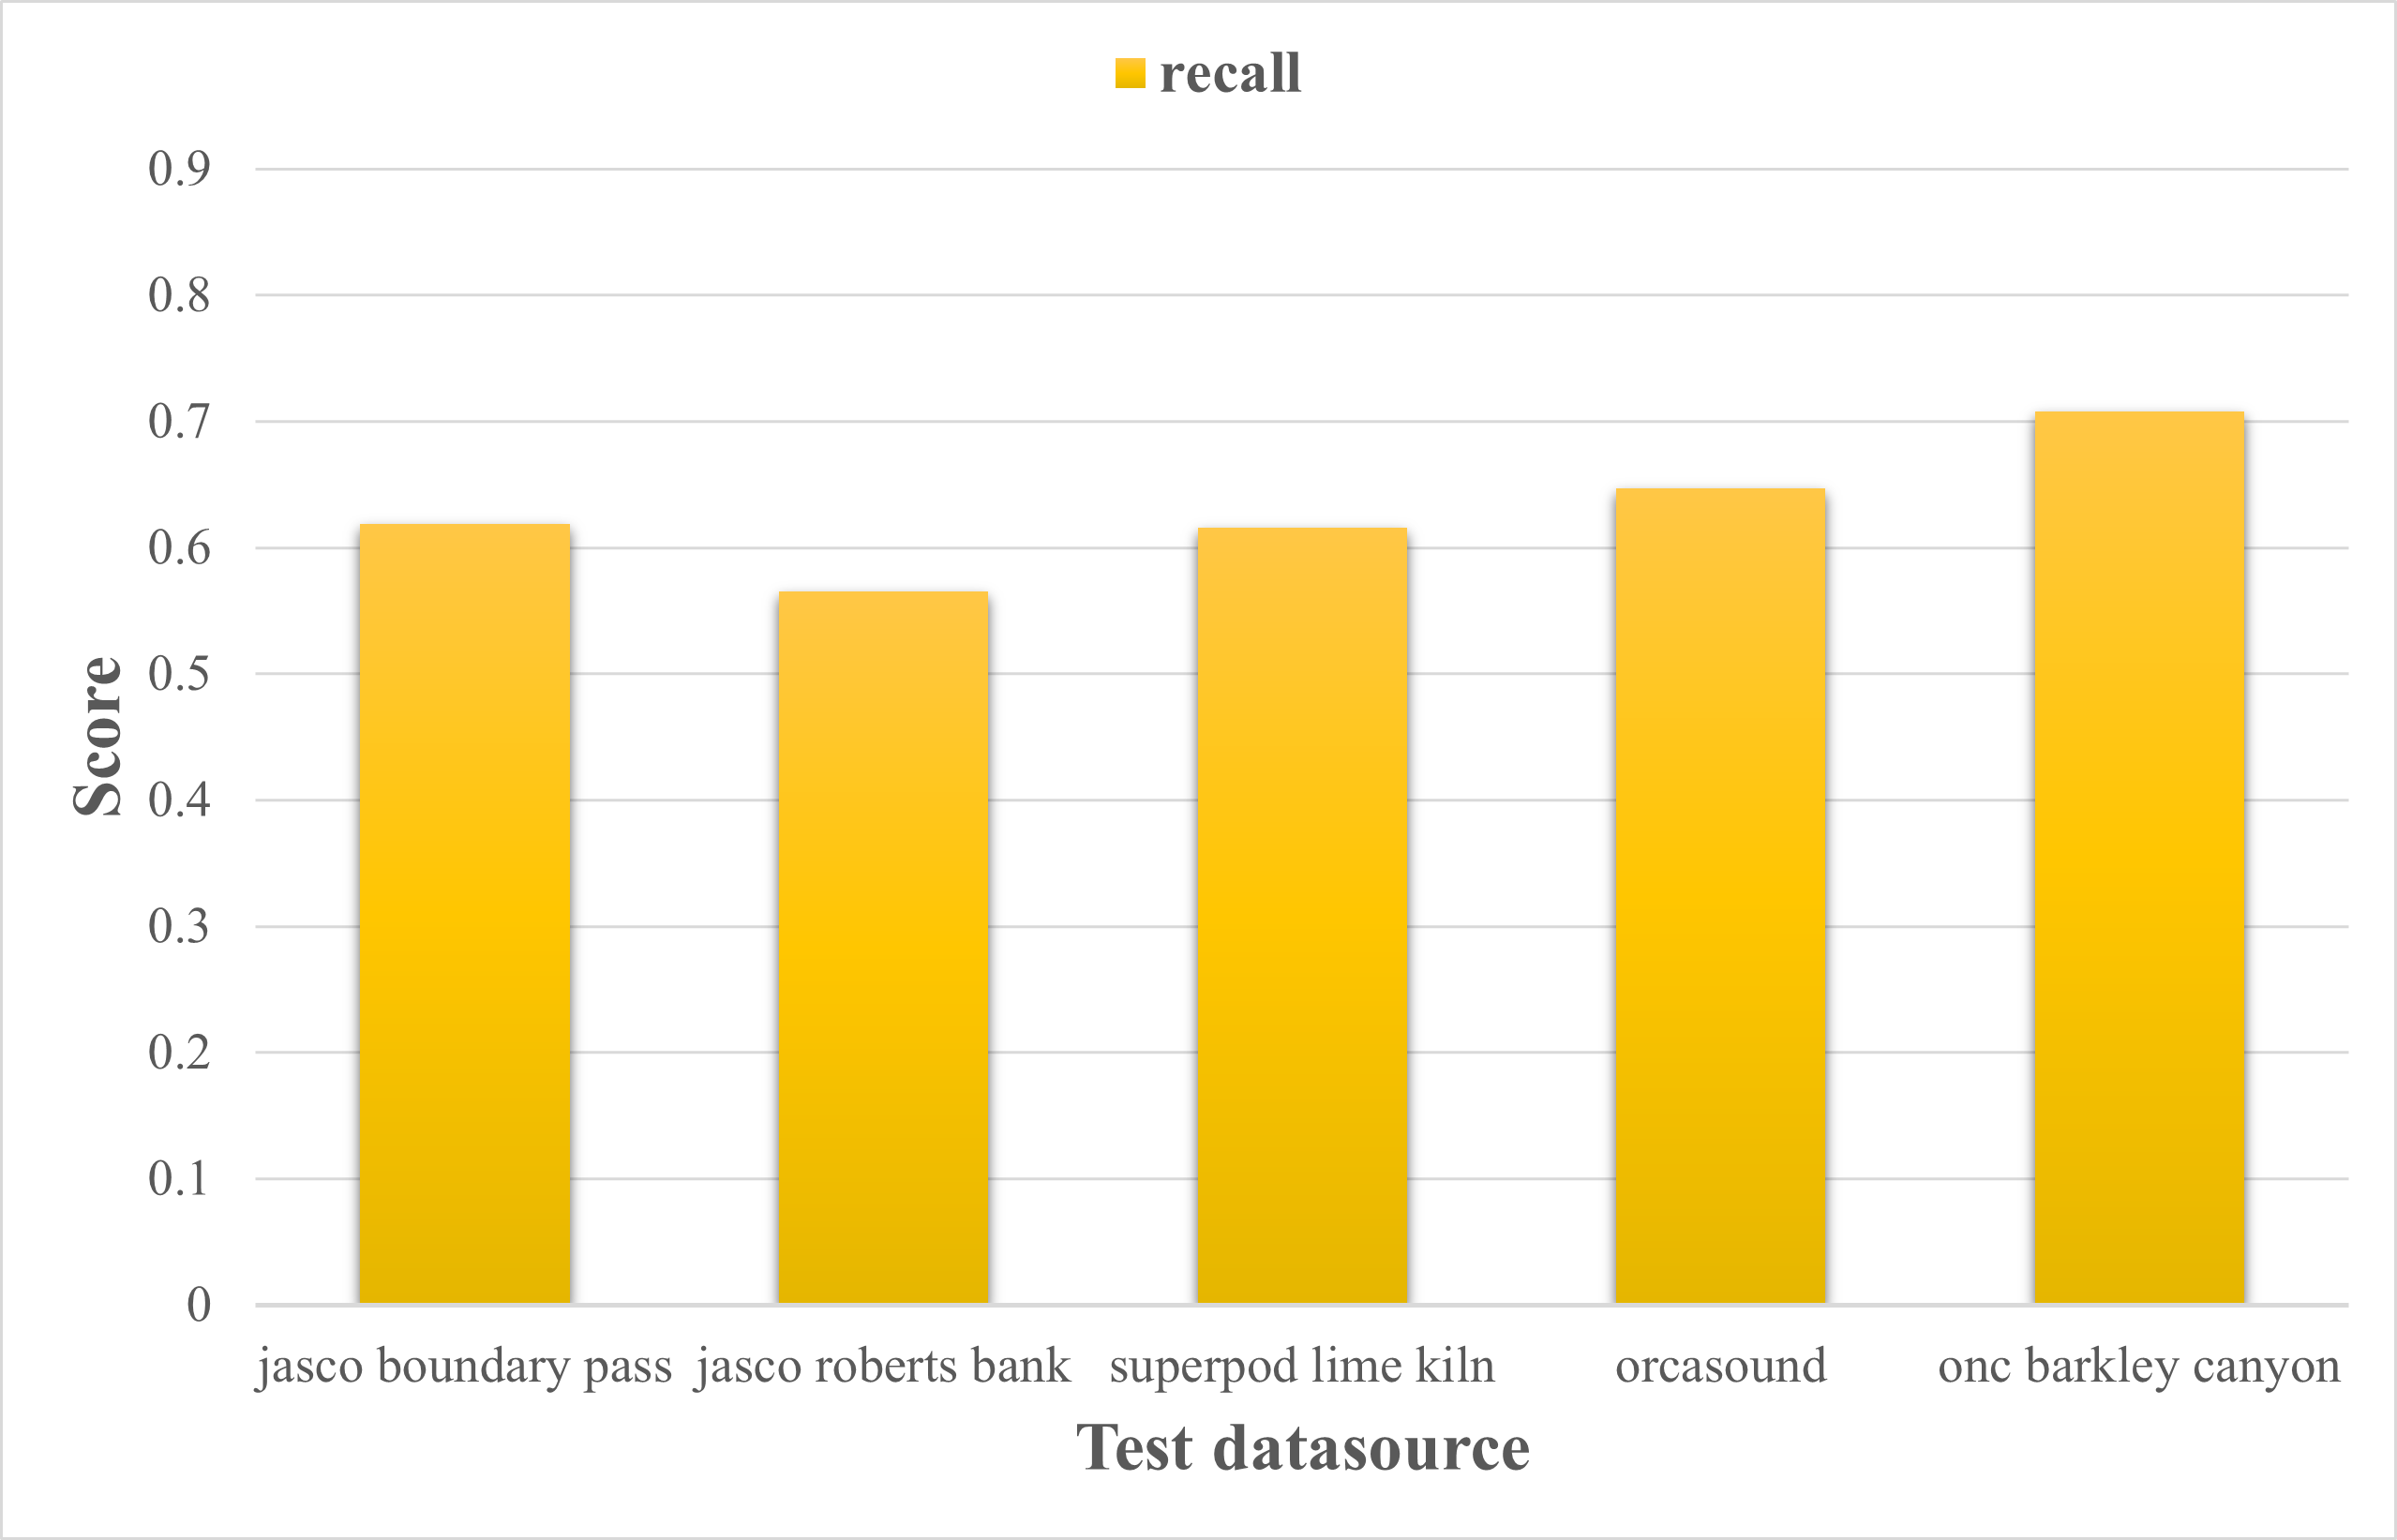 recall
0.9
0.8
0.7
0.6
0.5
0.4
0.3
0.2
0.1
0
Score
jasco boundary pass jasco roberts bank superpod lime kiln orcasound onc barkley canyon
Test datasource